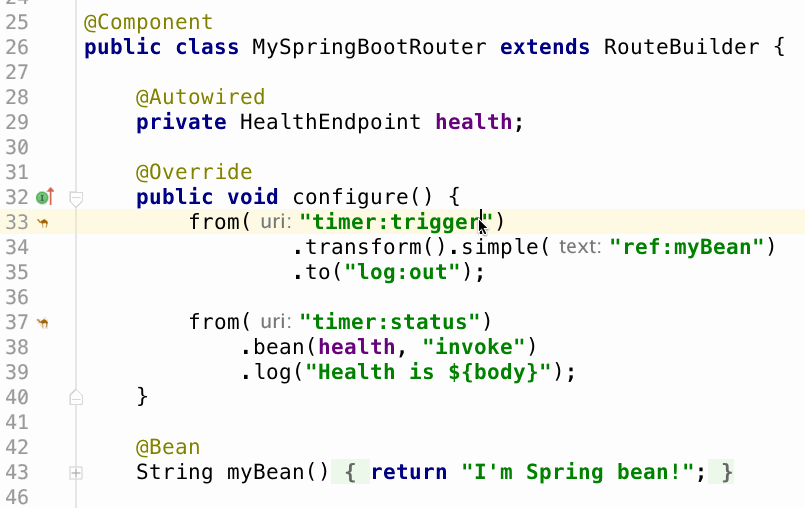 24
25 @Component
26 public class MySpringBootRouter extends RouteBuilder {
27
28 @Autowired
29 private HealthEndpoint health;
30
31 @Override
32 public void configure() {
33 from( uri: "timer:trigger")
34 .transform().simple( text: "ref:myBean")
35 .to("log:out");
36
37 from( uri: "timer:status")
38 .bean(health, "invoke")
39 .log("Health is ${body}");
40 }
41
42 @Bean
43 String myBean() { return "I'm Spring bean!"; }
46